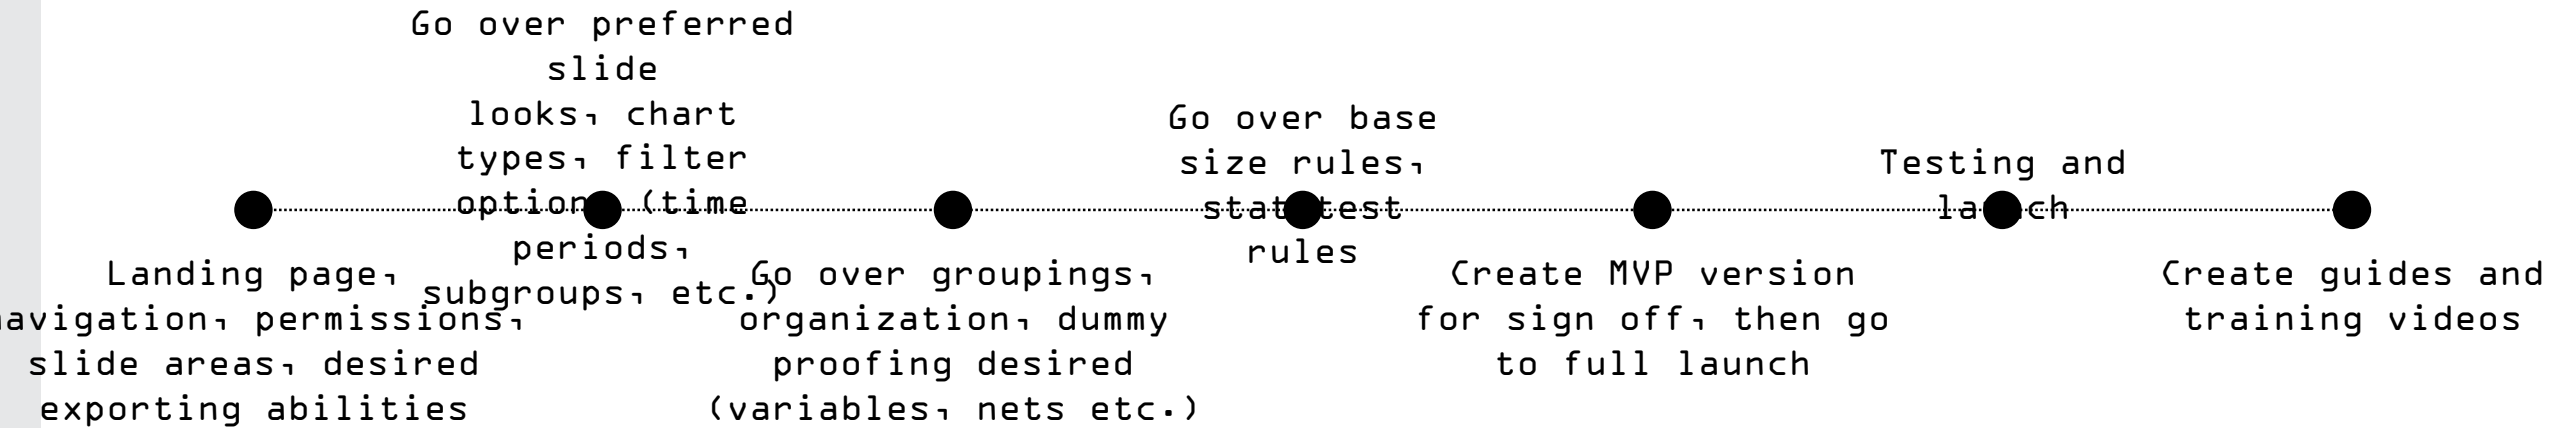 Landing page,
navigation, permissions,
slide areas, desired
exporting abilities
Go over preferred
slide
looks, chart
types, filter
options (time
periods,
subgroups, etc.)
Go over groupings,
organization, dummy
proofing desired
(variables, nets etc.)
Go over base
size rules,
stat test
rules
Create MVP version
for sign off, then go
to full launch
Testing and
launch
Create guides and
training videos